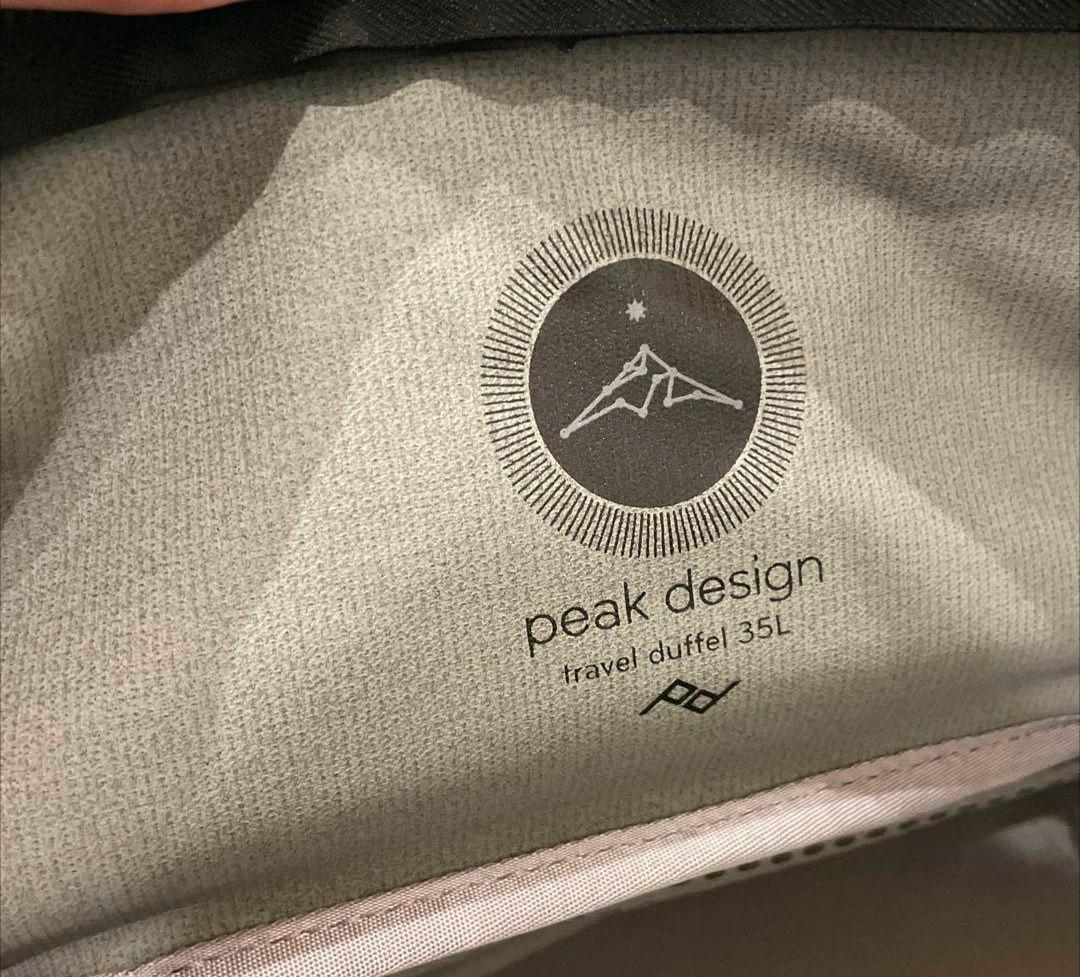 peak design
travel duffel 35L
pd